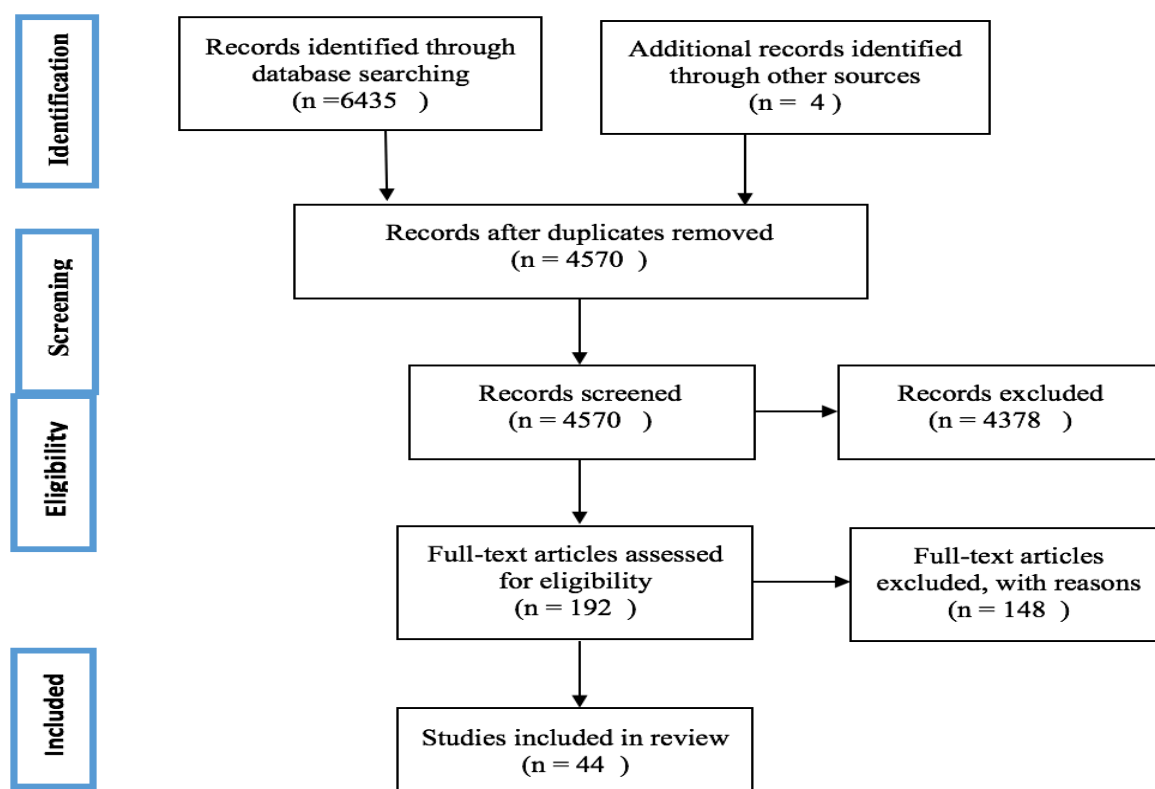 Identification
Records identified through
database searching
(n =6435   )
Additional records identified
through other sources
(n =  4 )
Records after duplicates removed
(n = 4570  )
Screening
Records screened
(n = 4570  )
Records excluded
(n = 4378  )
Eligibility
Full-text articles assessed
for eligibility
(n = 192  )
Full-text articles
excluded, with reasons
(n = 148  )
Included
Studies included in review
(n = 44  )